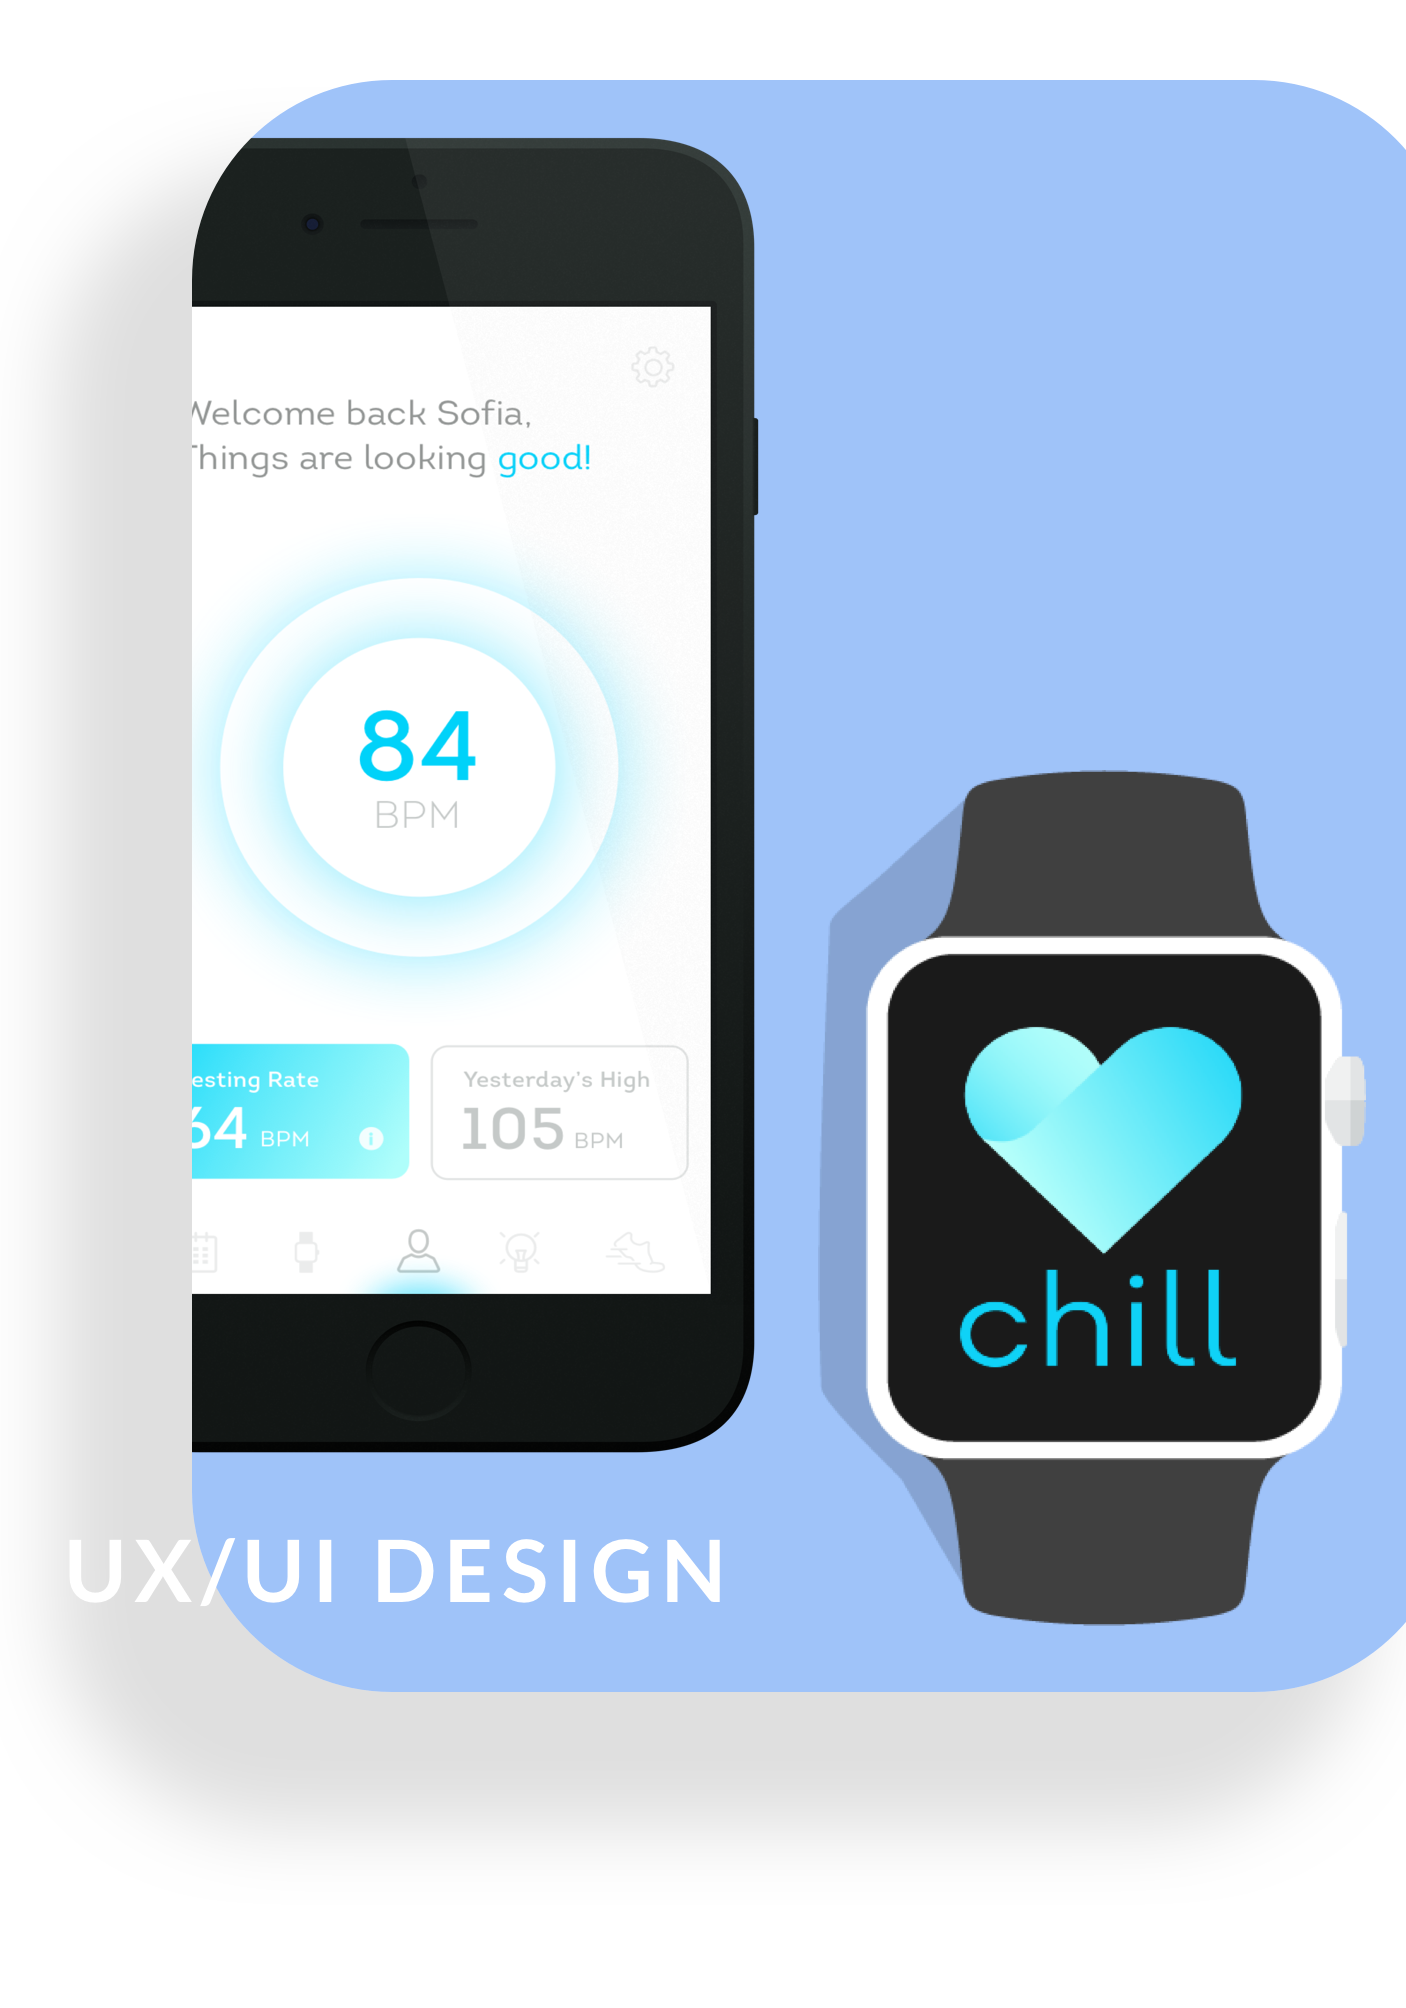 Welcome back Sofia,
Things are looking good!
84
BPM
esting Rate
64 BPM
Yesterday's High
105 BPM
chill
UX/UI DESIGN